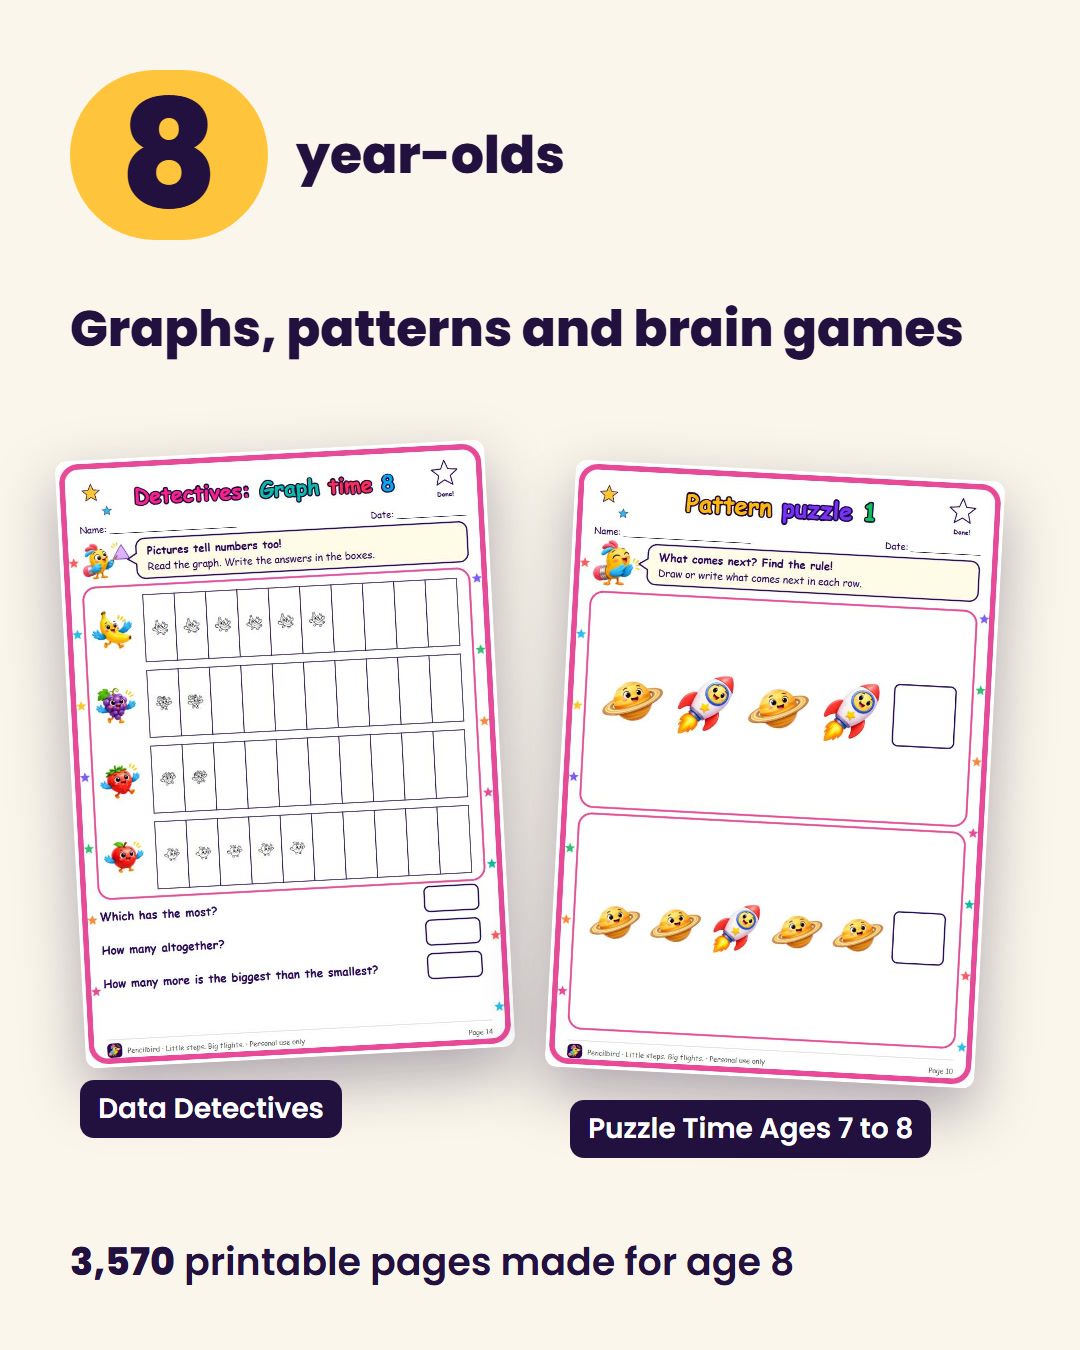 8
year-olds
Graphs, patterns and brain games
Detectives: Graph time 8
Done!
Name:
Date:
Pictures tell numbers too!
Read the graph. Write the answers in the boxes.
Which has the most?
How many altogether?
How many more is the biggest than the smallest?
Page 14
Pencilbird · Little steps. Big flights. · Personal use only
Data Detectives
Pattern puzzle 1
Done!
Name:
Date:
What comes next? Find the rule!
Draw or write what comes next in each row.
Pencilbird · Little steps. Big flights. · Personal use only
Page 10
Puzzle Time Ages 7 to 8
3,570 printable pages made for age 8